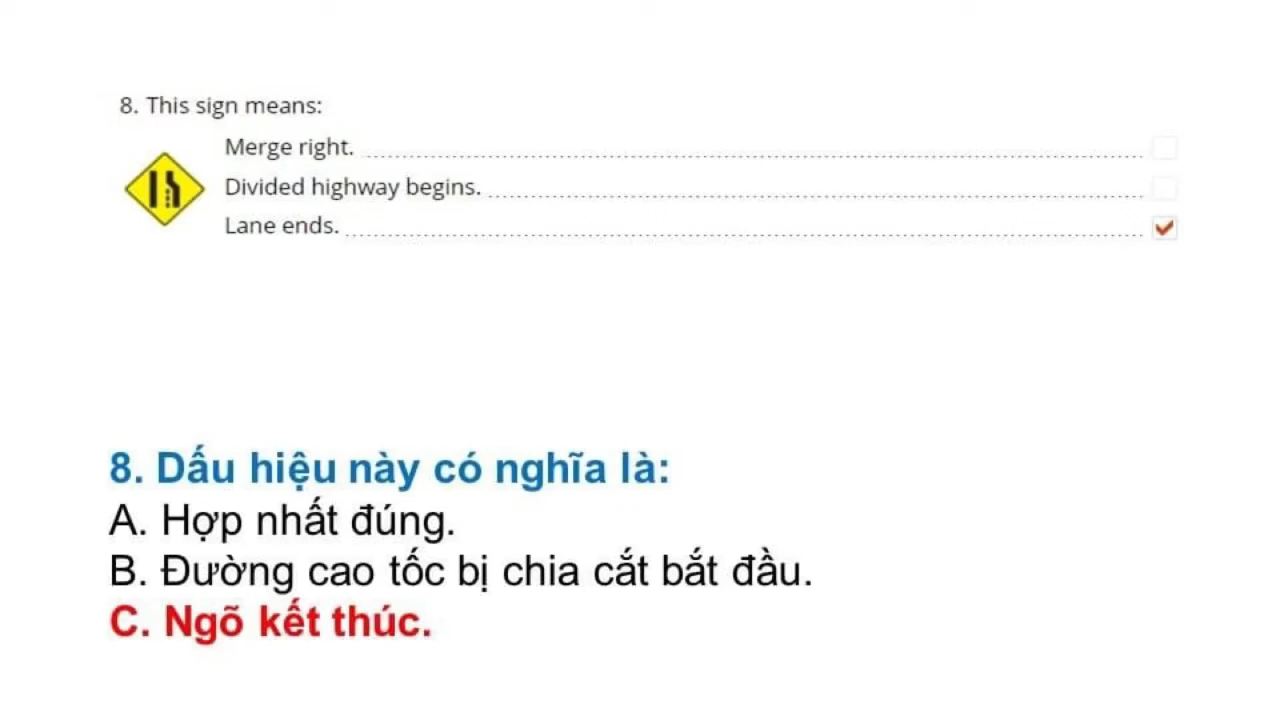 8. This sign means:
Merge right.
Divided highway begins.
Lane ends.
8. Dấu hiệu này có nghĩa là:
A. Hợp nhất đúng.
B. Đường cao tốc bị chia cắt bắt đầu.
C. Ngõ kết thúc.